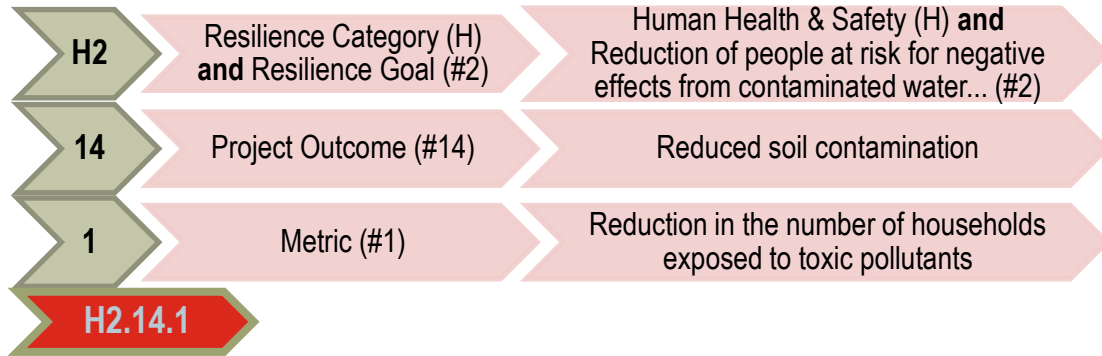 H2
Resilience Category (H)
and Resilience Goal (#2)
Human Health & Safety (H) and
Reduction of people at risk for negative
effects from contaminated water... (#2)
14
Project Outcome (#14)
Reduced soil contamination
1
Metric (#1)
Reduction in the number of households
exposed to toxic pollutants
H2.14.1